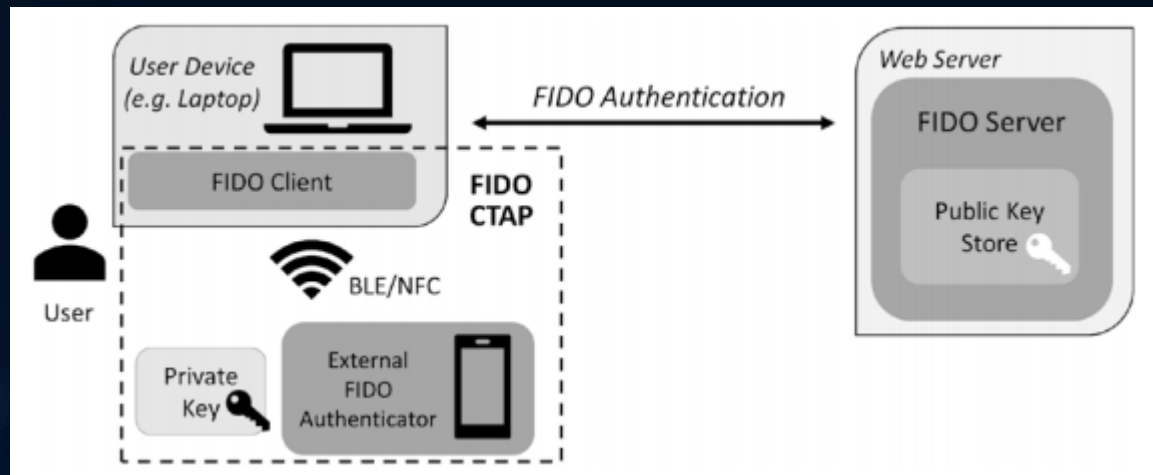 User Device
(e.g. Laptop)
FIDO Client
FIDO
CTAP
User
BLE/NFC
Private
Key
External
FIDO
Authenticator
FIDO Authentication
Web Server
FIDO Server
Public Key
Store